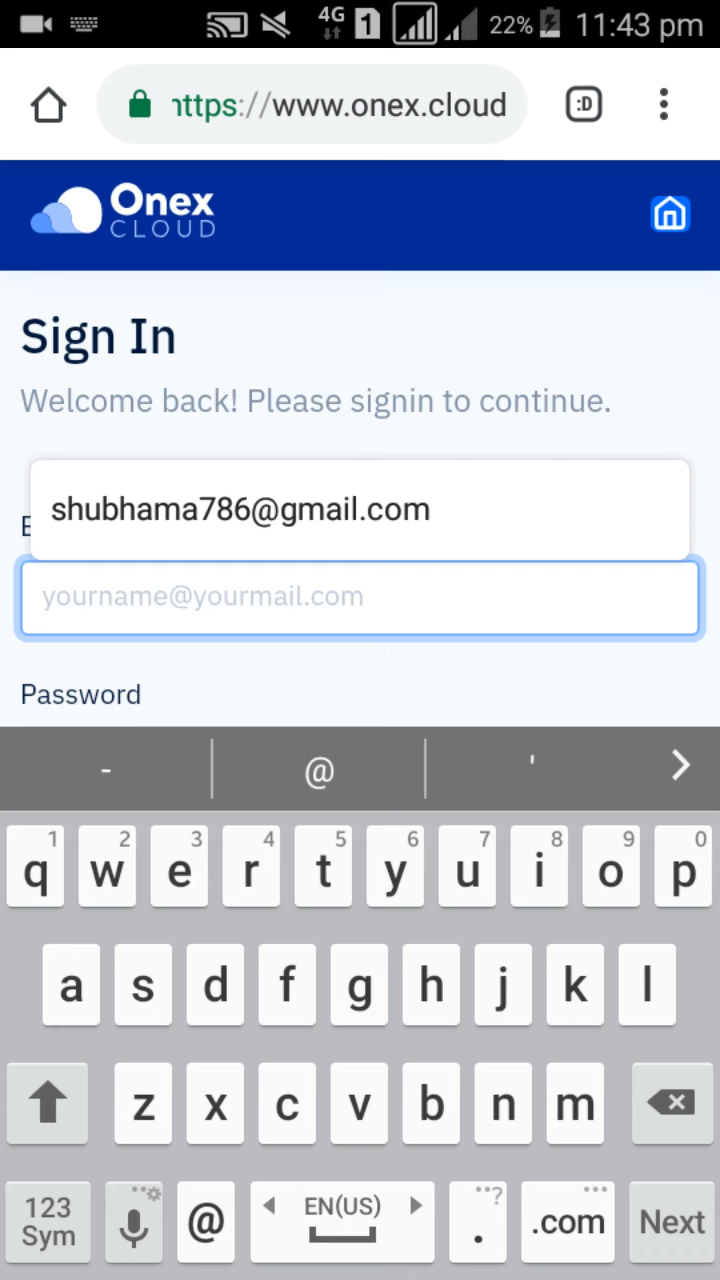 4G 1 22% 11:43 pm
https://www.onex.cloud :D
Onex
CLOUD
Sign In
Welcome back! Please signin to continue.
shubhama786@gmail.com
E
yourname@yourmail.com
Password
- @ '
1 2 3 4 5 6 7 8 9 0
q w e r t y u i o p
a s d f g h j k l
z x c v b n m
123
Sym @ EN(US) . ? .com Next